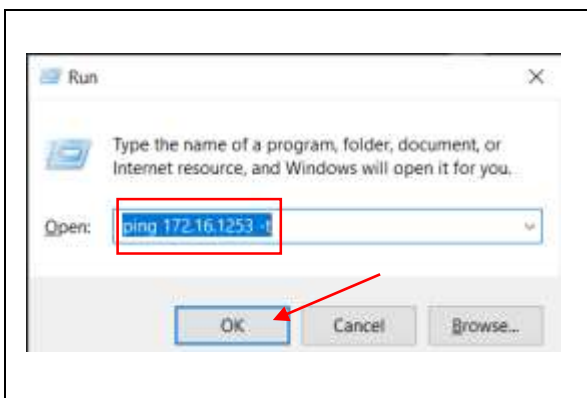 Run
Type the name of a program, folder, document, or
Internet resource, and Windows will open it for you.
Open: ping 172.16.1253 -t
OK Cancel Browse...